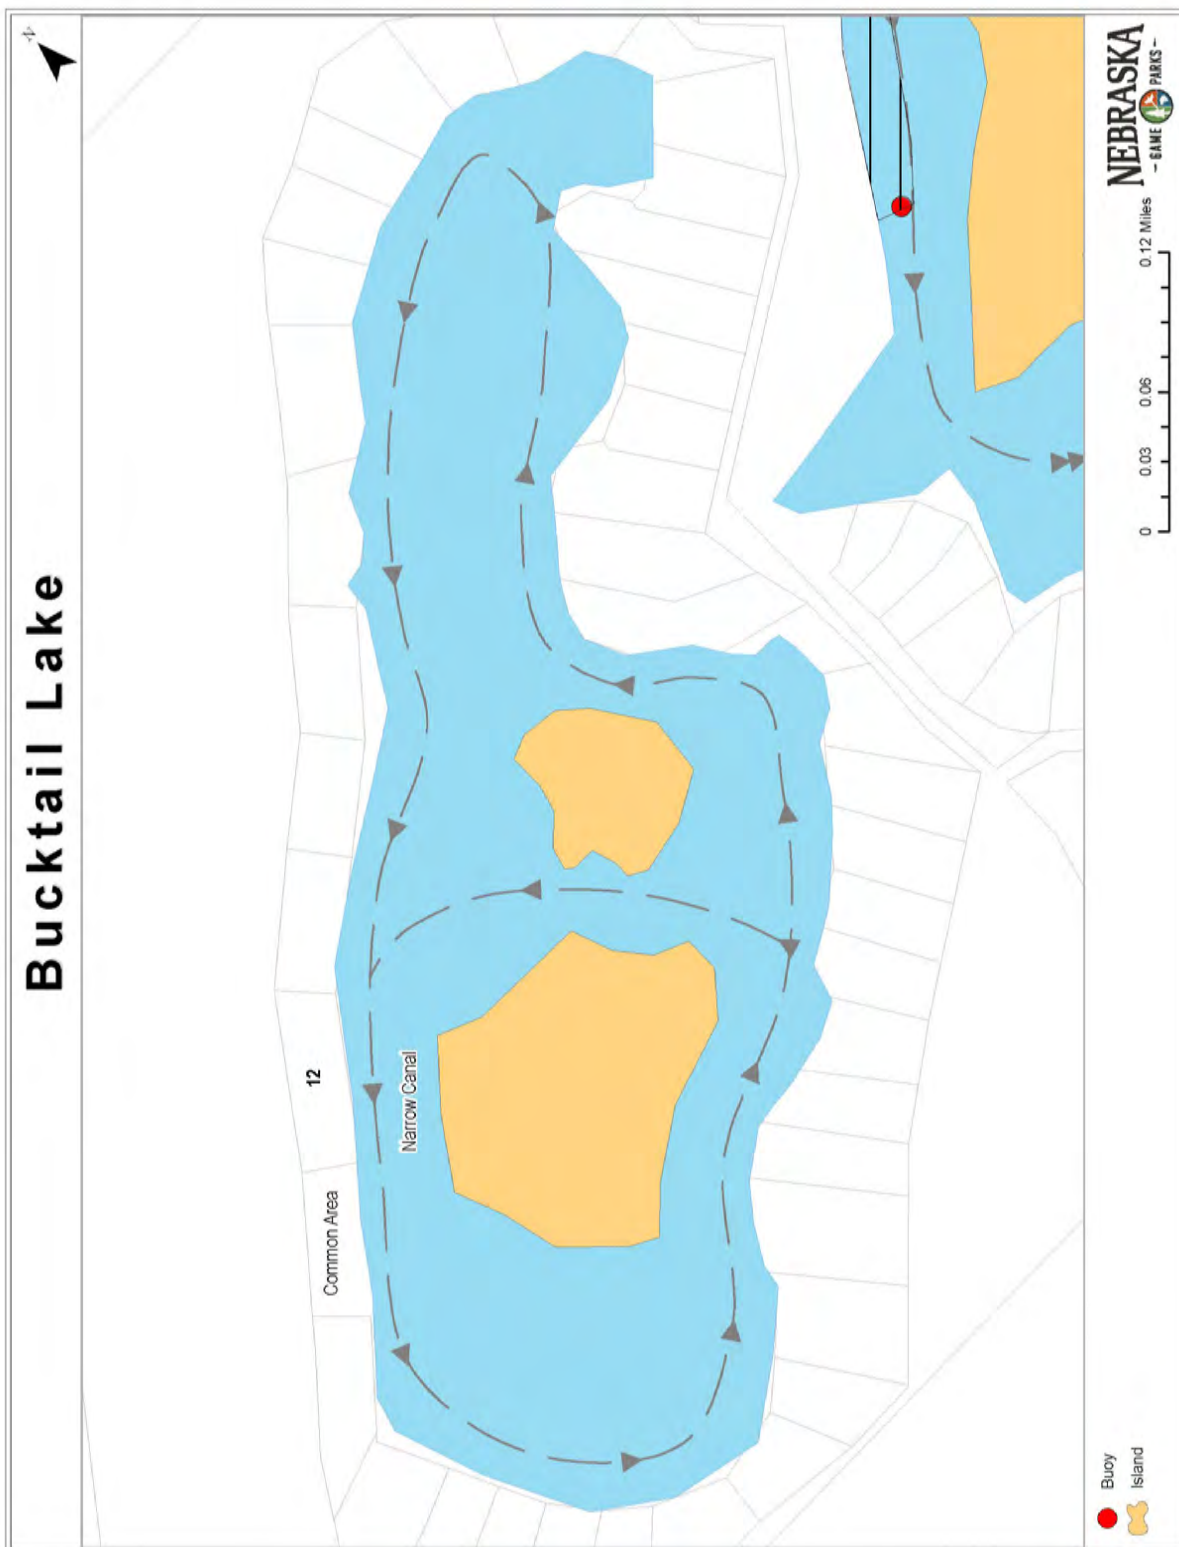 Bucktail Lake
N
12
Narrow Canal
Common Area
Buoy
Island
0 0.03 0.06 0.12 Miles
NEBRASKA
- GAME PARKS -